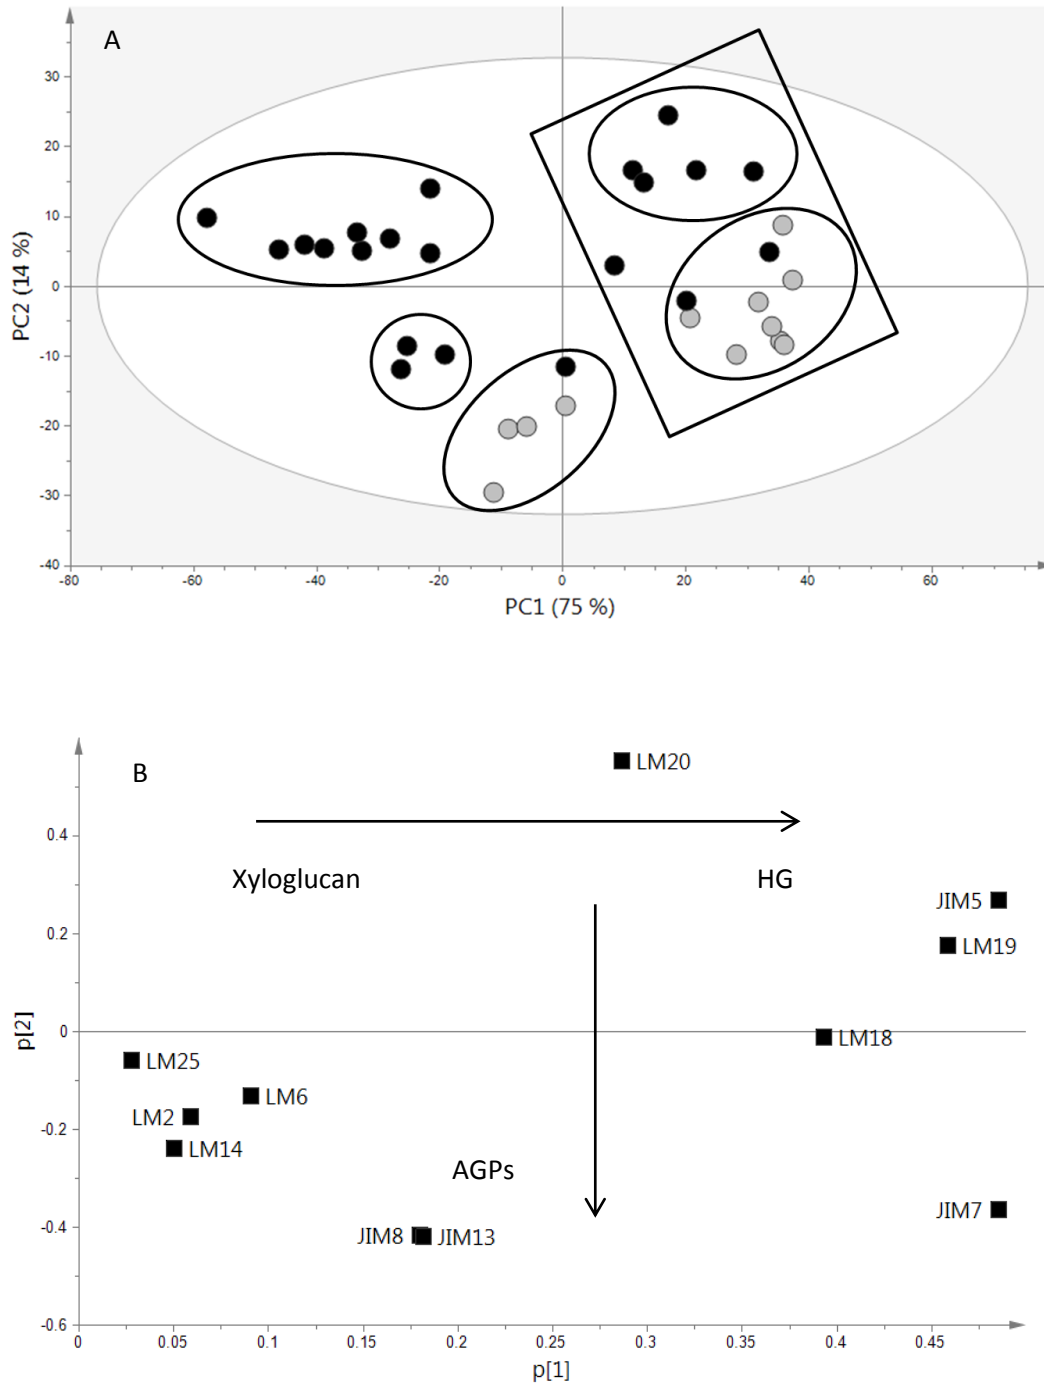 A
30
20
10
0
-10
-20
-30
-40
-80
-60
-40
-20
0
20
40
60
PC2 (14 %)
PC1 (75 %)
B
LM20
0.4
Xyloglucan
HG
JIM5
0.2
LM19
0
LM18
LM25
LM6
LM2
LM14
-0.2
AGPs
JIM7
-0.4
JIM8
JIM13
-0.6
0
0.05
0.1
0.15
0.2
0.25
0.3
0.35
0.4
0.45
p[2]
p[1]